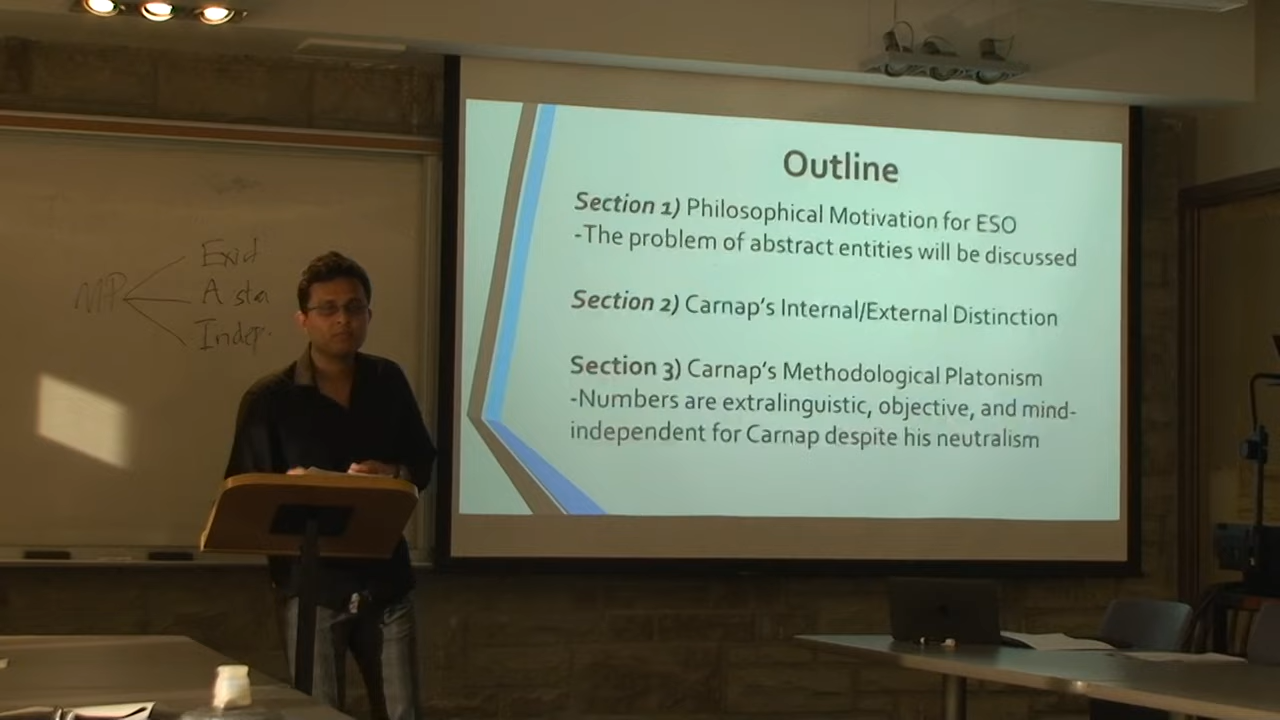 Outline
Section 1) Philosophical Motivation for ESO
-The problem of abstract entities will be discussed
Section 2) Carnap's Internal/External Distinction
Section 3) Carnap's Methodological Platonism
-Numbers are extralinguistic, objective, and mind-
independent for Carnap despite his neutralism
MP
Indep.